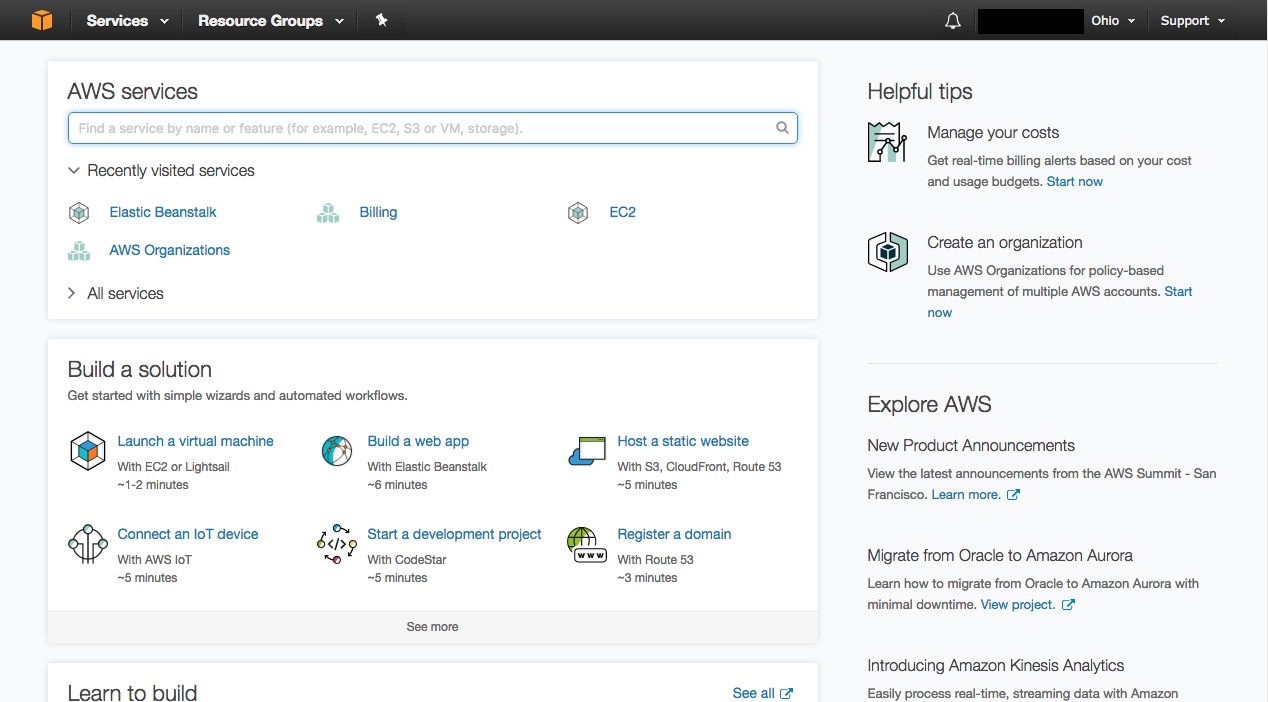 Services Resource Groups Ohio Support
AWS services
Find a service by name or feature (for example, EC2, S3 or VM, storage).
Recently visited services
Elastic Beanstalk Billing EC2
AWS Organizations
All services
Build a solution
Get started with simple wizards and automated workflows.
Launch a virtual machine
With EC2 or Lightsail
~1-2 minutes
Build a web app
With Elastic Beanstalk
~6 minutes
Host a static website
With S3, CloudFront, Route 53
~5 minutes
Connect an IoT device
With AWS IoT
~5 minutes
Start a development project
With CodeStar
~5 minutes
Register a domain
With Route 53
~3 minutes
www
See more
Learn to build See all
Helpful tips
Manage your costs
Get real-time billing alerts based on your cost
and usage budgets. Start now
Create an organization
Use AWS Organizations for policy-based
management of multiple AWS accounts. Start
now
Explore AWS
New Product Announcements
View the latest announcements from the AWS Summit - San
Francisco. Learn more.
Migrate from Oracle to Amazon Aurora
Learn how to migrate from Oracle to Amazon Aurora with
minimal downtime. View project.
Introducing Amazon Kinesis Analytics
Easily process real-time, streaming data with Amazon